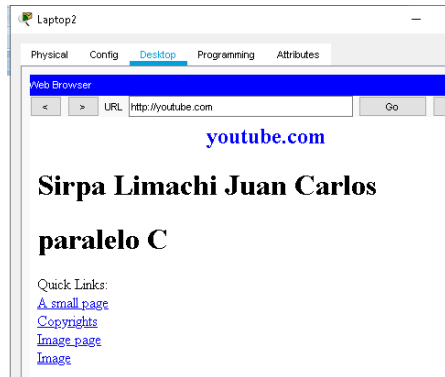 Laptop2
Physical Config Desktop Programming Attributes
Web Browser
< > URL http://youtube.com Go
youtube.com
Sirpa Limachi Juan Carlos
paralelo C
Quick Links:
A small page
Copyrights
Image page
Image